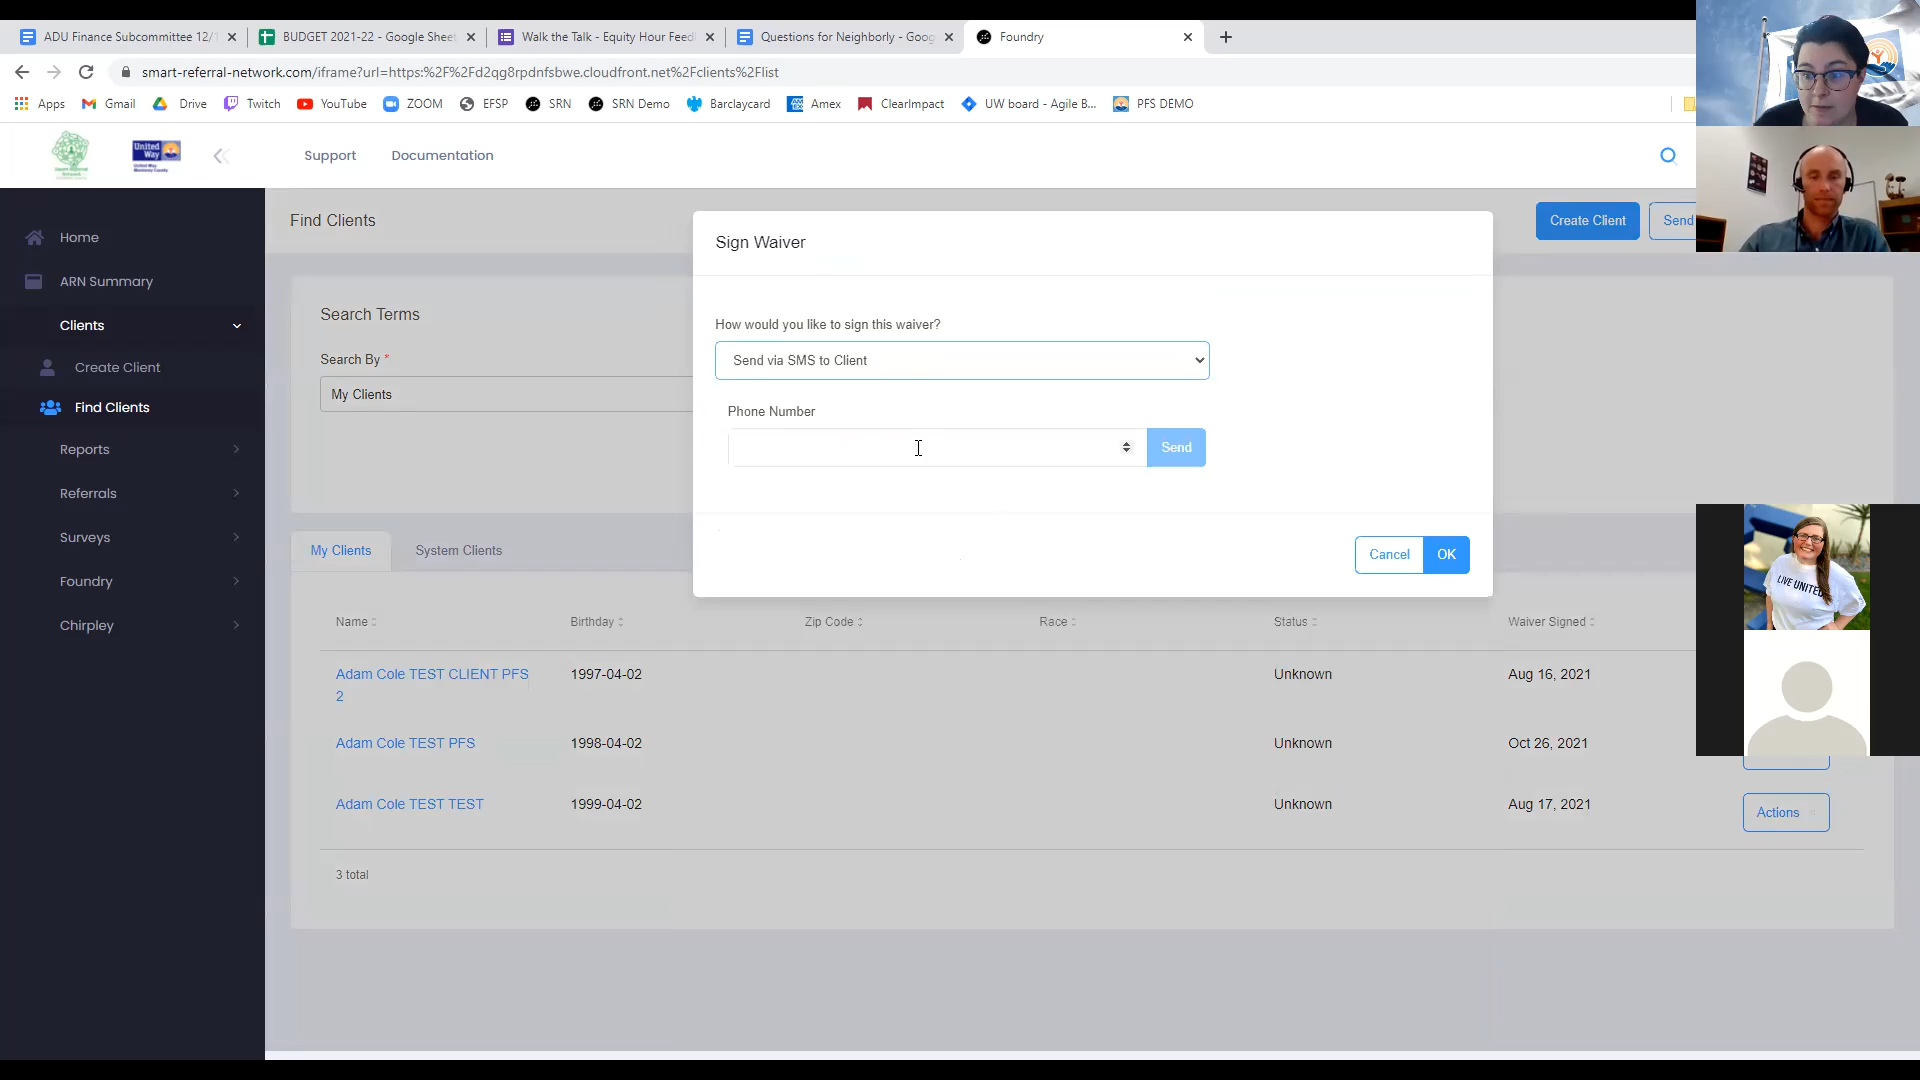 ADU Finance Subcommittee 12/
BUDGET 2021-22 - Google Sheet
Walk the Talk - Equity Hour Feed
Questions for Neighborly - Goog
Foundry
smart-referral-network.com/iframe?url=https:%2F%2Fd2qg8rpdnfsbwe.cloudfront.net%2Fclients%2Flist
Apps Gmail Drive Twitch YouTube ZOOM EFSP SRN SRN Demo Barclaycard Amex ClearImpact UW board - Agile B... PFS DEMO
United Way
Support Documentation
Home
ARN Summary
Clients
Create Client
Find Clients
Reports
Referrals
Surveys
Foundry
Chirpley
Find Clients
Create Client
Send
Search Terms
Search By *
My Clients
Sign Waiver
How would you like to sign this waiver?
Send via SMS to Client
Phone Number
Send
Cancel OK
My Clients System Clients
Name Birthday Zip Code Race Status Waiver Signed
Adam Cole TEST CLIENT PFS 1997-04-02 Unknown Aug 16, 2021
2
Adam Cole TEST PFS 1998-04-02 Unknown Oct 26, 2021
Adam Cole TEST TEST 1999-04-02 Unknown Aug 17, 2021
Actions
3 total
LIVE UNITED